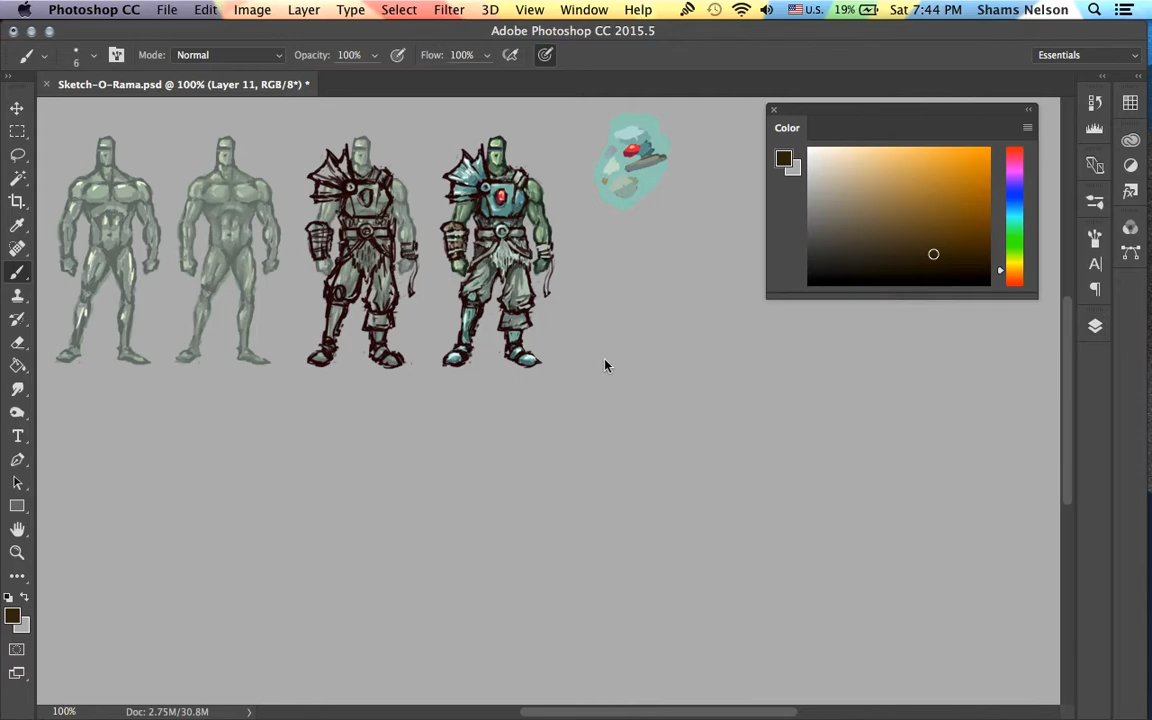 Photoshop CC File Edit Image Layer Type Select Filter 3D View Window Help U.S. 19% Sat 7:44 PM Shams Nelson
Adobe Photoshop CC 2015.5
6 Mode: Normal Opacity: 100% Flow: 100% Essentials
Sketch-O-Rama.psd @ 100% (Layer 11, RGB/8*) *
Color
100% Doc: 2.75M/30.8M